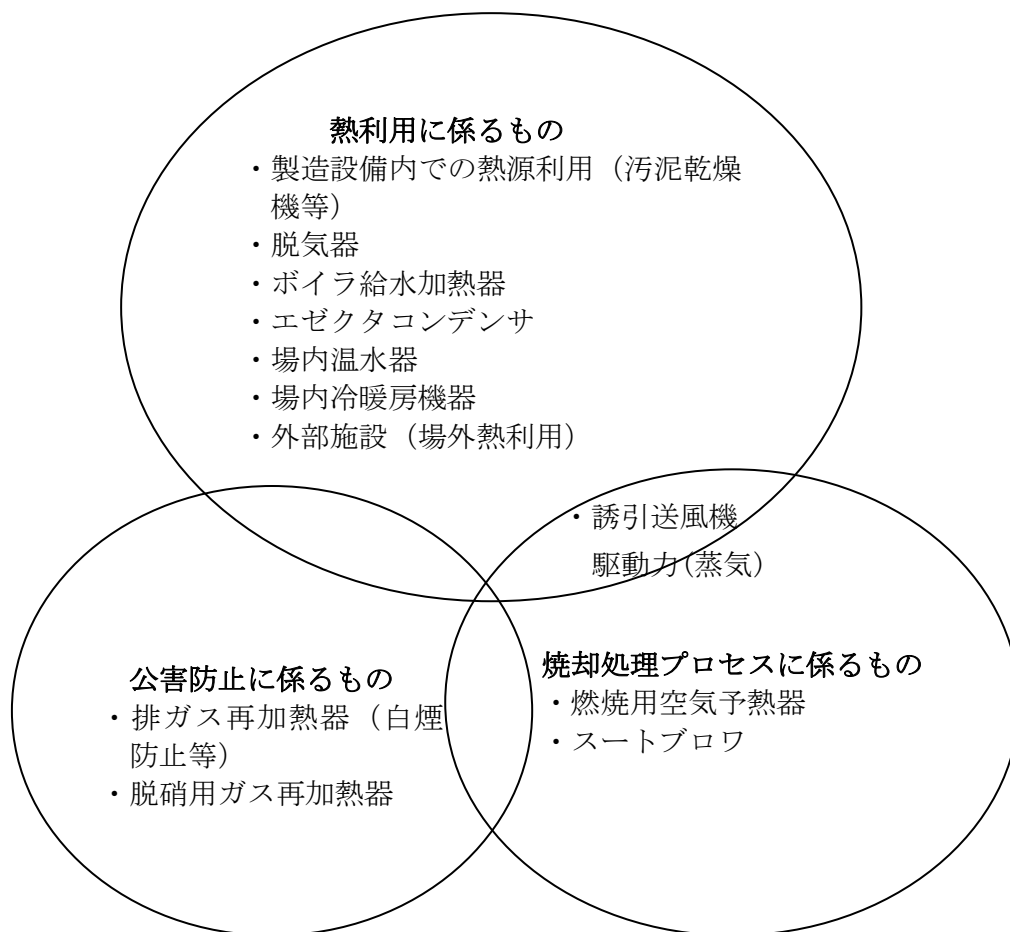 熱利用に係るもの
・製造設備内での熱源利用（汚泥乾燥
機等）
・脱気器
・ボイラ給水加熱器
・エゼクタコンデンサ
・場内温水器
・場内冷暖房機器
・外部施設（場外熱利用）
・誘引送風機
駆動力(蒸気）
公害防止に係るもの
・排ガス再加熱器（白煙
防止等）
・脱硝用ガス再加熱器
焼却処理プロセスに係るもの
・燃焼用空気予熱器
・スートブロワ